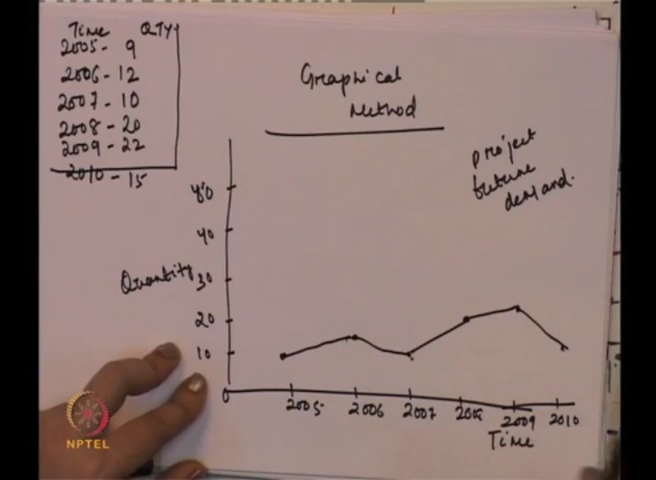 Time QTY
2005 - 9
2006 - 12
2007 - 10
2008 - 20
2009 - 22
2010 - 15
Graphical
Method
project
future
demand.
50
40
Quantity 30
20
10
0
2005 2006 2007 2008 2009 2010
Time
NPTEL